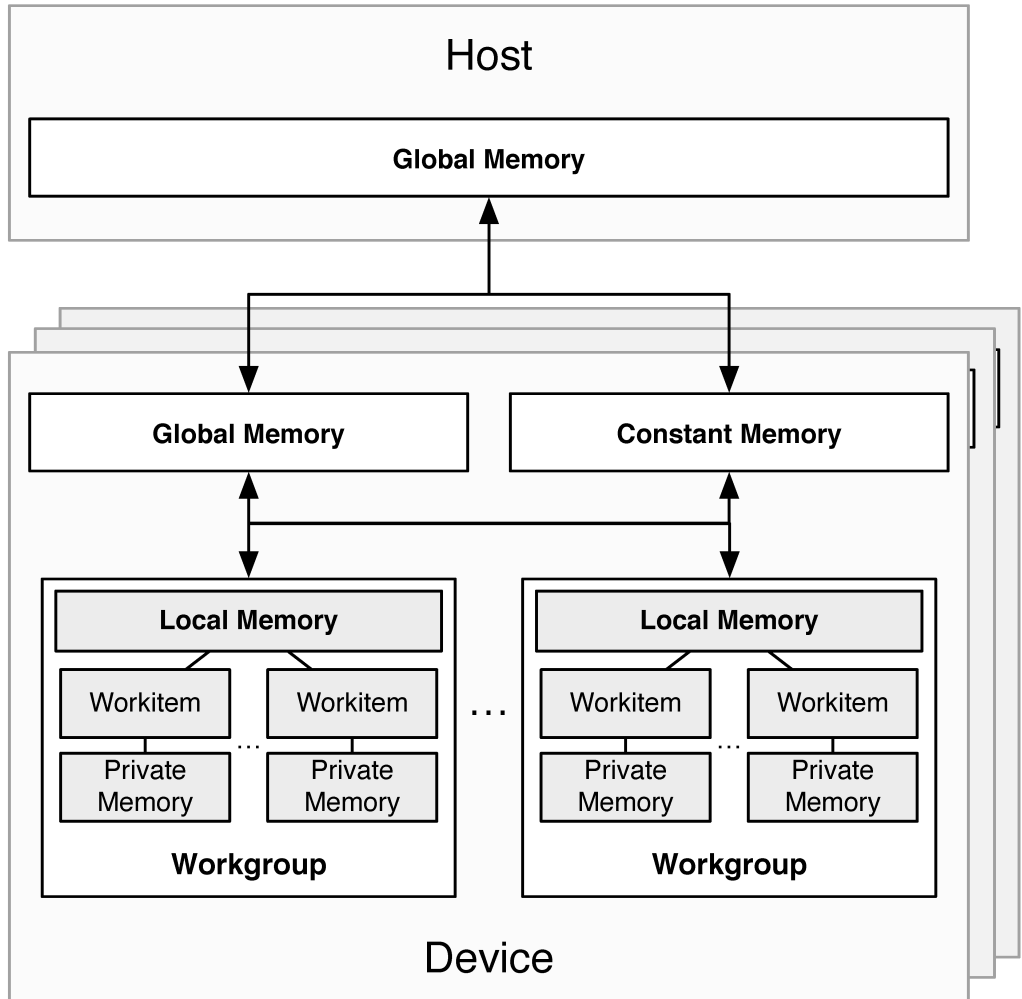 Host
Global Memory
Global Memory
Constant Memory
Local Memory
Local Memory
Workitem
Workitem
...
Workitem
Workitem
...
...
Private
Memory
Private
Memory
Private
Memory
Private
Memory
Workgroup
Workgroup
Device